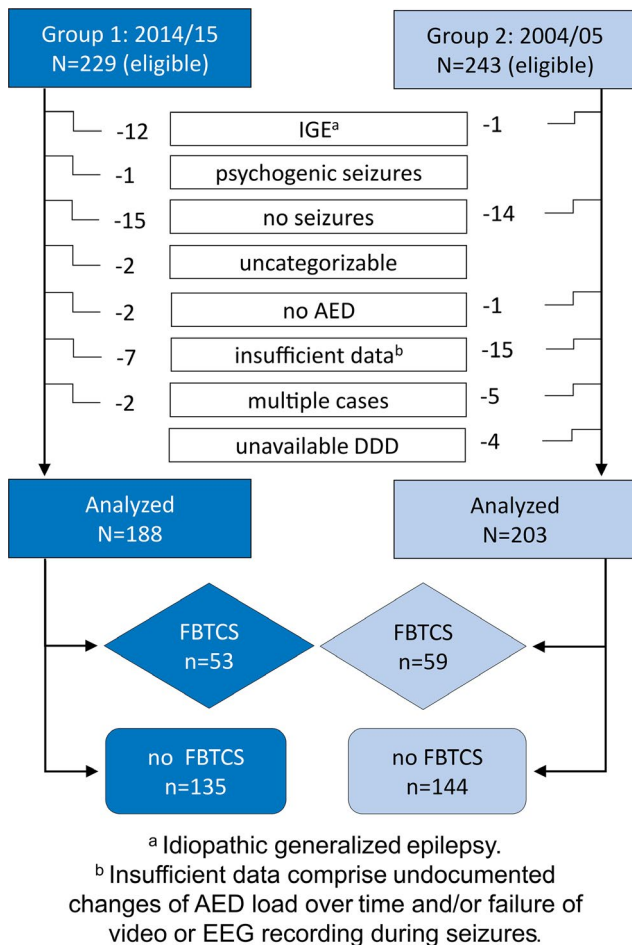 Group 1: 2014/15
N=229 (eligible)
Group 2: 2004/05
N=243 (eligible)
-12 IGEᵃ -1
-1 psychogenic seizures
-15 no seizures -14
-2 uncategorizable
-2 no AED -1
-7 insufficient dataᵇ -15
-2 multiple cases -5
unavailable DDD -4
Analyzed
N=188
Analyzed
N=203
FBTCS
n=53
FBTCS
n=59
no FBTCS
n=135
no FBTCS
n=144
ᵃ Idiopathic generalized epilepsy.
ᵇ Insufficient data comprise undocumented
changes of AED load over time and/or failure of
video or EEG recording during seizures.